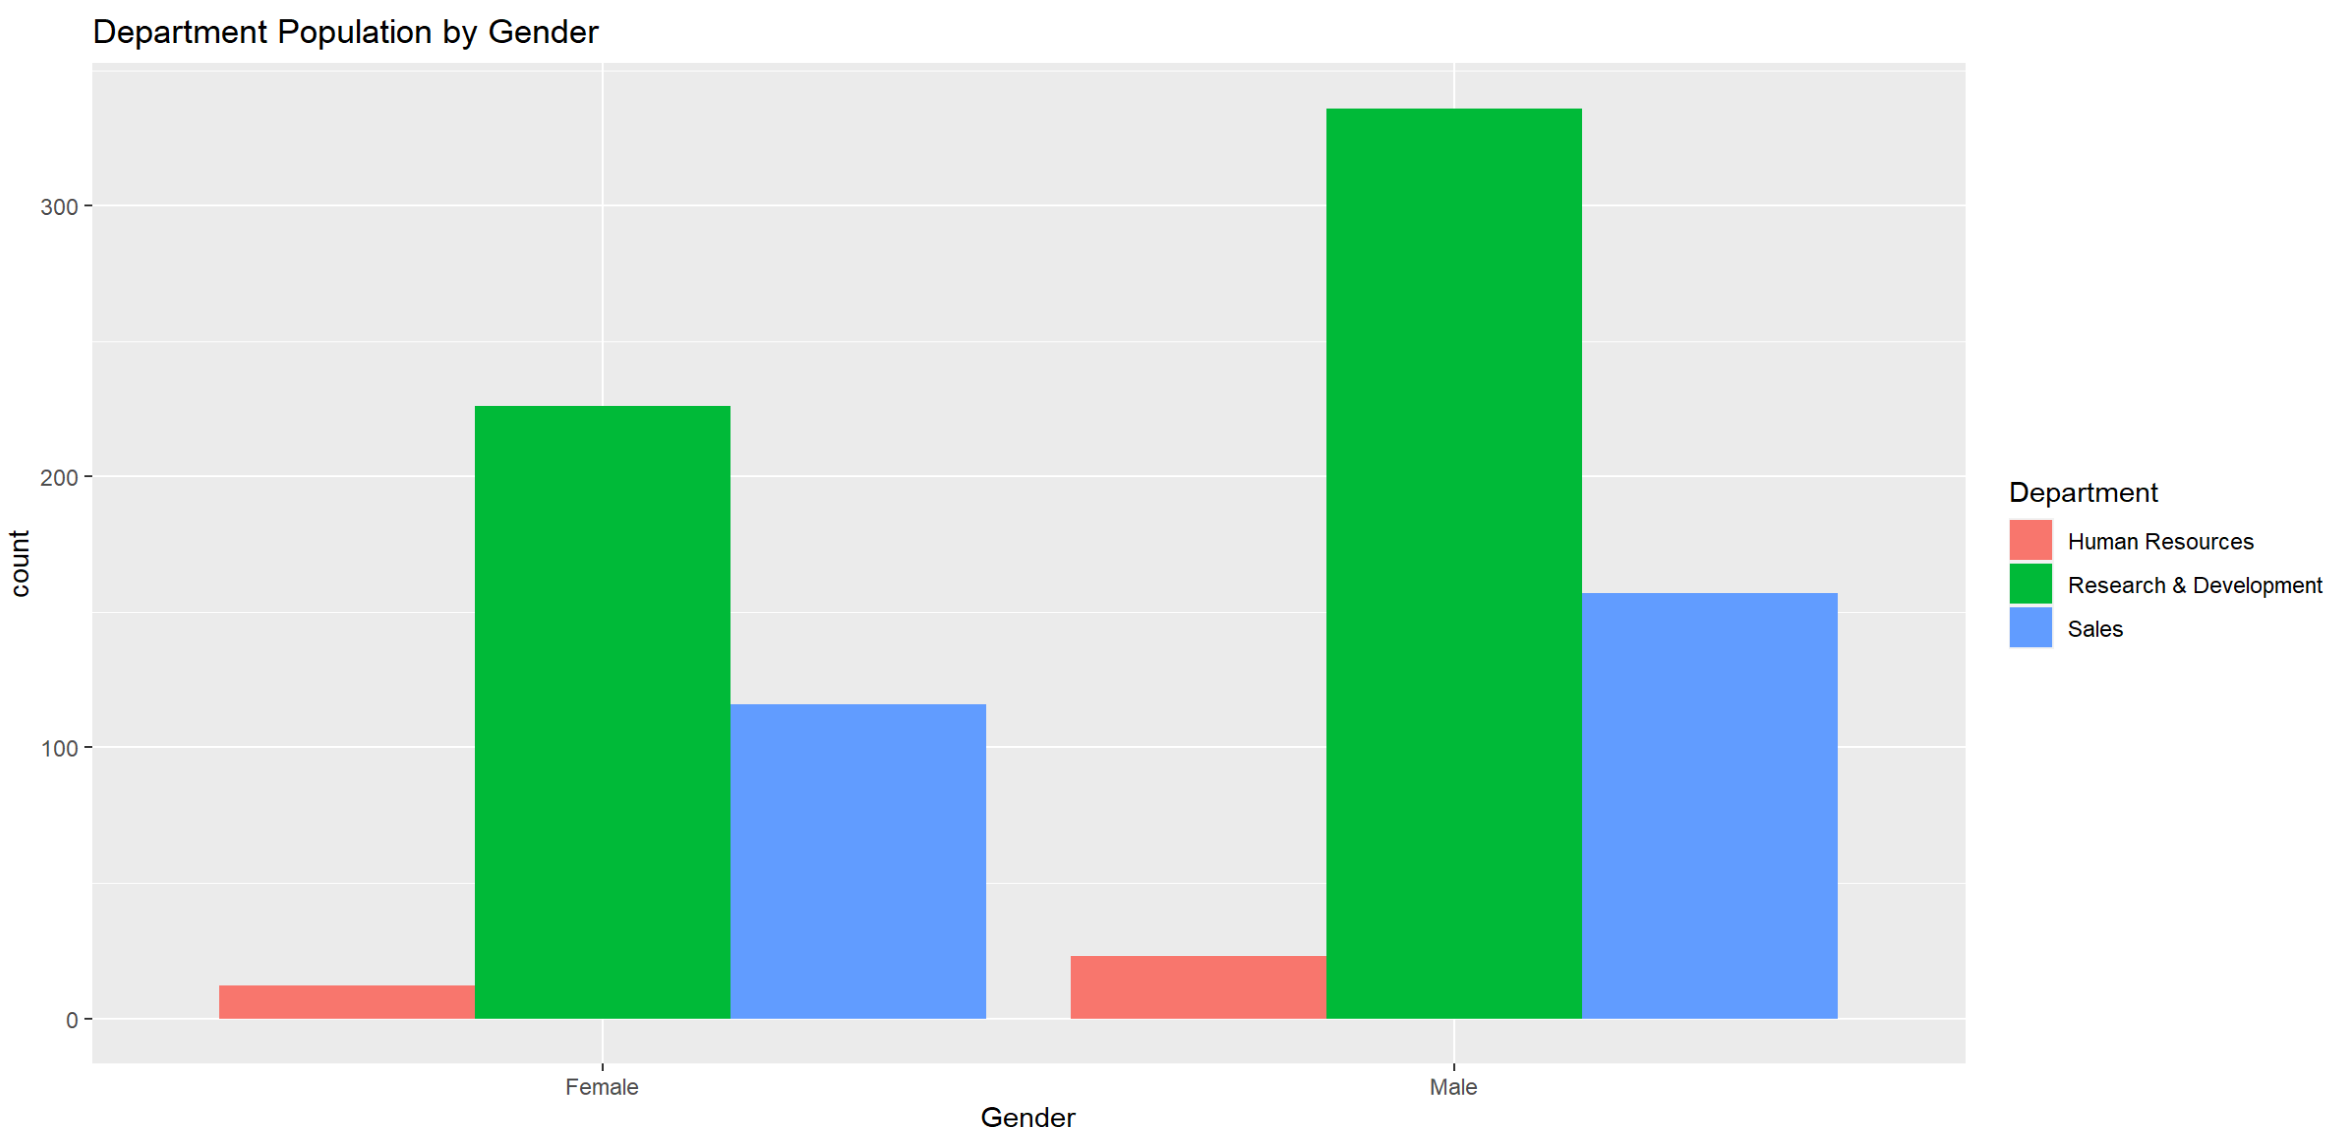 Department Population by Gender
300
200
100
0
count
Female
Male
Gender
Department
Human Resources
Research & Development
Sales